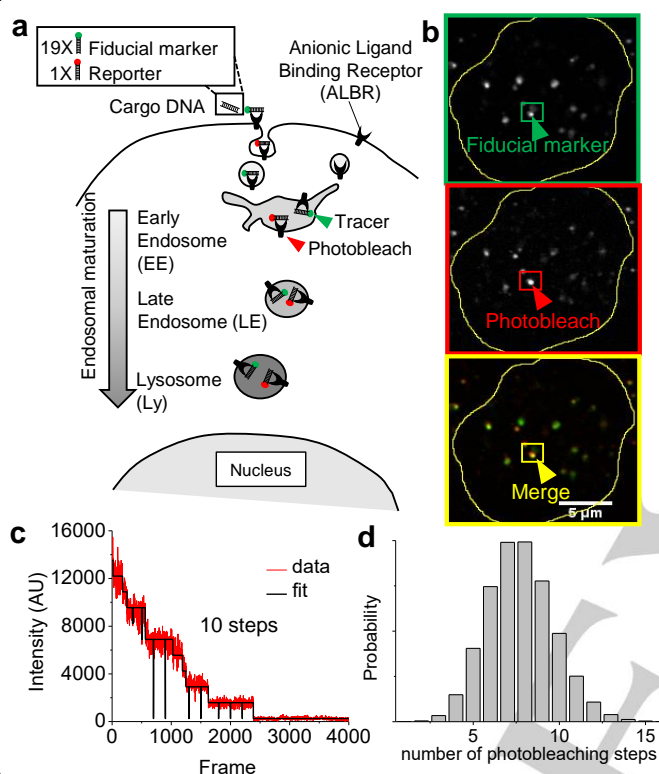 a
19X Fiducial marker
1X Reporter
Cargo DNA
Anionic Ligand
Binding Receptor
(ALBR)
Tracer
Photobleach
Endosomal maturation
Early
Endosome
(EE)
Late
Endosome (LE)
Lysosome
(Ly)
Nucleus
b
Fiducial marker
Photobleach
Merge
5 µm
c
16000
12000
8000
4000
0
Intensity (AU)
data
fit
10 steps
0 1000 2000 3000 4000
Frame
d
Probability
5 10 15
number of photobleaching steps